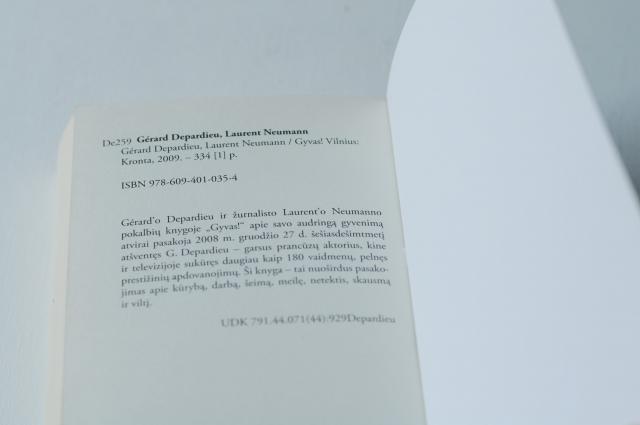 De259 Gérard Depardieu, Laurent Neumann
Gérard Depardieu, Laurent Neumann / Gyvas! Vilnius:
Kronta, 2009. – 334 [1] p.
ISBN 978-609-401-035-4
Gérard'o Depardieu ir žurnalisto Laurent'o Neumanno
pokalbių knygoje „Gyvas!“ apie savo audringą gyvenimą
atvirai pasakoja 2008 m. gruodžio 27 d. šešiasdešimtmetį
atšventęs G. Depardieu – garsus prancūzų aktorius, kine
ir televizijoje sukūręs daugiau kaip 180 vaidmenų, pelnęs
prestižinių apdovanojimų. Ši knyga – tai nuoširdus pasako-
jimas apie kūrybą, darbą, šeimą, meilę, netektis, skausmą
ir viltį.
UDK 791.44.071(44):929Depardieu